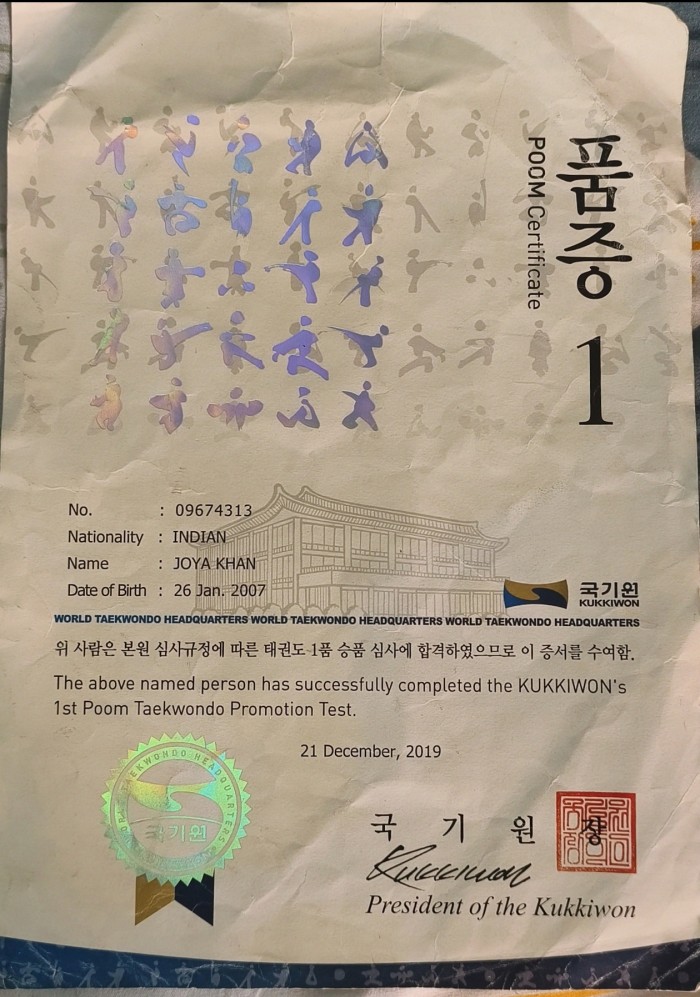 품증
POOM Certificate
1
No. : 09674313
Nationality : INDIAN
Name : JOYA KHAN
Date of Birth : 26 Jan. 2007
국기원
KUKKIWON
WORLD TAEKWONDO HEADQUARTERS WORLD TAEKWONDO HEADQUARTERS WORLD TAEKWONDO HEADQUARTERS
위 사람은 본원 심사규정에 따른 태권도 1품 승품 심사에 합격하였으므로 이 증서를 수여함.
The above named person has successfully completed the KUKKIWON's
1st Poom Taekwondo Promotion Test.
21 December, 2019
WORLD TAEKWONDO HEADQUARTERS
국기원
국 기 원 장
Kukkiwon
President of the Kukkiwon